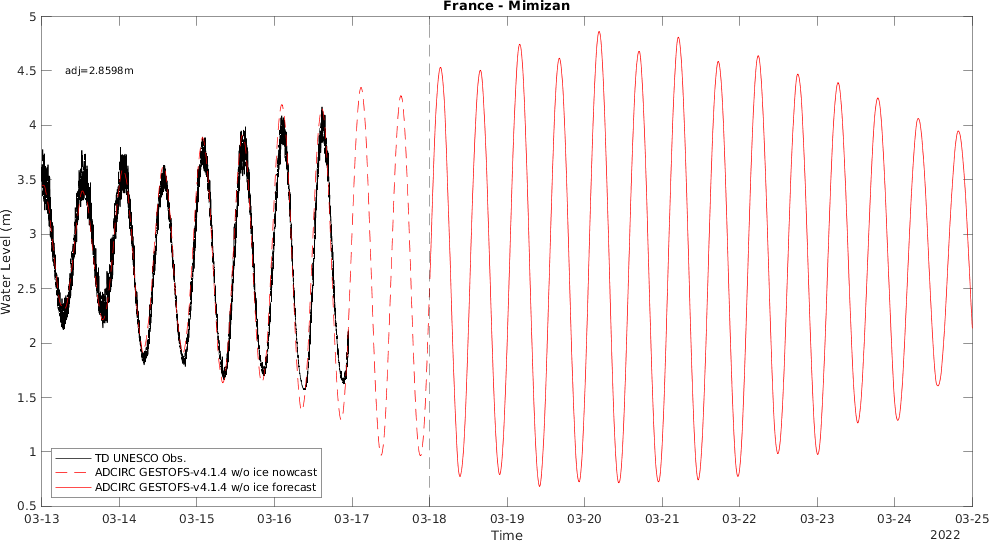 France - Mimizan
adj=2.8598m
Water Level (m)
5
4.5
4
3.5
3
2.5
2
1.5
1
0.5
TD UNESCO Obs.
ADCIRC GESTOFS-v4.1.4 w/o ice nowcast
ADCIRC GESTOFS-v4.1.4 w/o ice forecast
03-13 03-14 03-15 03-16 03-17 03-18 03-19 03-20 03-21 03-22 03-23 03-24 03-25
Time
2022